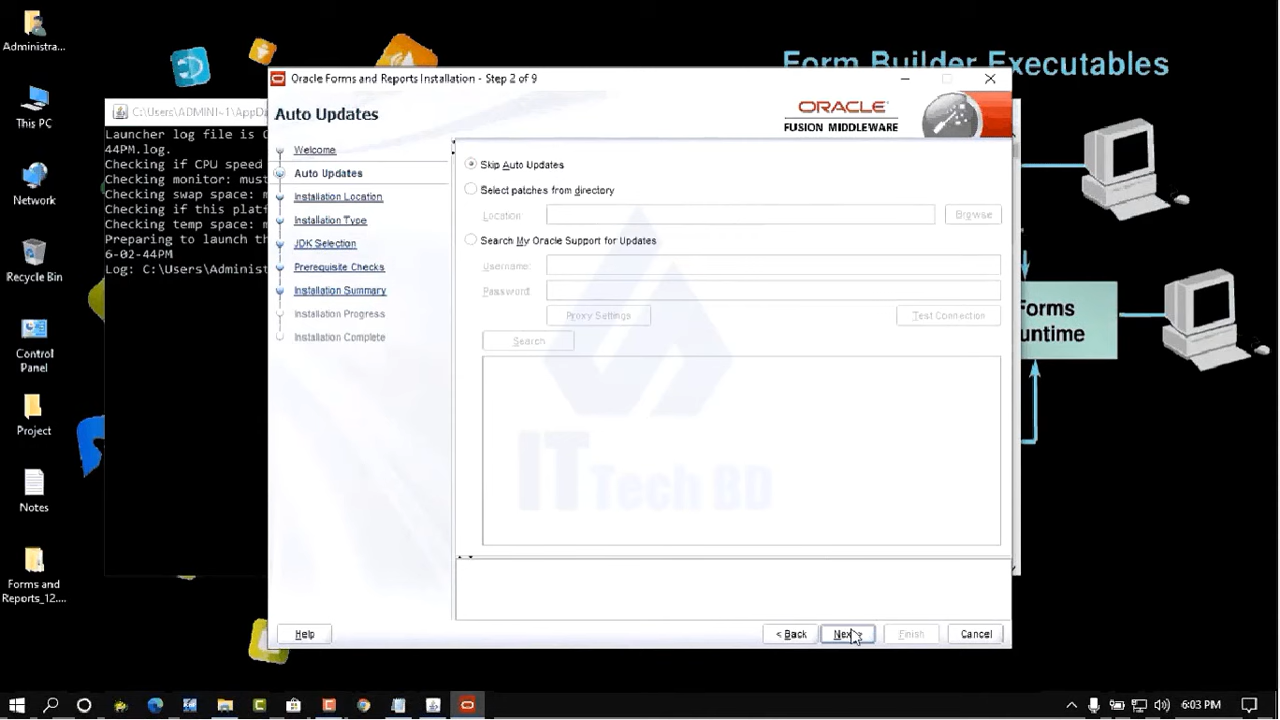 Administra...
This PC
Network
Recycle Bin
Control
Panel
Project
Notes
Forms and
Reports_12....
Form Builder Executables
Forms
untime
C:\Users\ADMINI~1\AppDa
Launcher log file is C
44PM.log.
Checking if CPU speed
Checking monitor: must
Checking swap space: m
Checking if this platf
Checking temp space: m
Preparing to launch th
6-02-44PM
Log: C:\Users\Administ
Oracle Forms and Reports Installation - Step 2 of 9
Auto Updates
ORACLE
FUSION MIDDLEWARE
Welcome
Auto Updates
Installation Location
Installation Type
JDK Selection
Prerequisite Checks
Installation Summary
Installation Progress
Installation Complete
Skip Auto Updates
Select patches from directory
Location
Browse
Search My Oracle Support for Updates
Username:
Password:
Proxy Settings
Test Connection
Search
IT Tech BD
Help
< Back
Next >
Finish
Cancel
6:03 PM